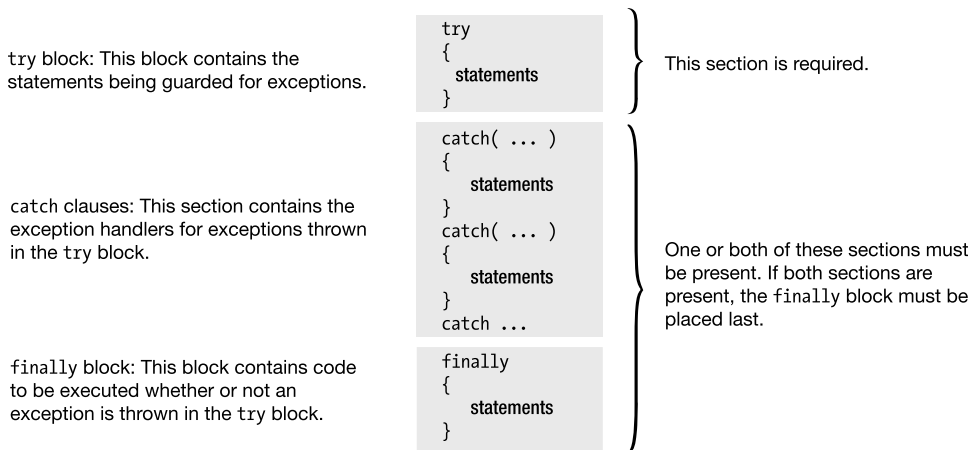 try block: This block contains the
statements being guarded for exceptions.
try
{
statements
}
This section is required.
catch clauses: This section contains the
exception handlers for exceptions thrown
in the try block.
catch( ... )
{
statements
}
catch( ... )
{
statements
}
catch ...
One or both of these sections must
be present. If both sections are
present, the finally block must be
placed last.
finally block: This block contains code
to be executed whether or not an
exception is thrown in the try block.
finally
{
statements
}